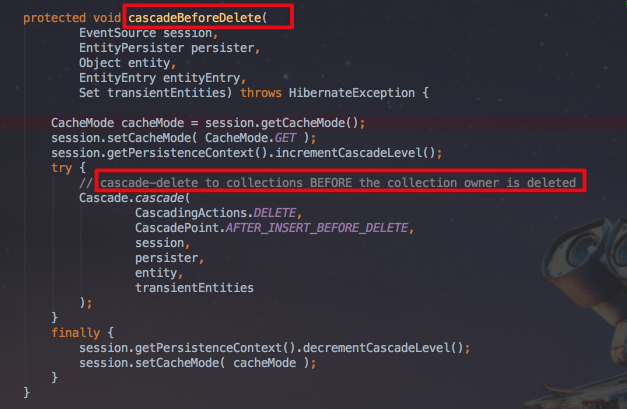 protected void cascadeBeforeDelete(
        EventSource session,
        EntityPersister persister,
        Object entity,
        EntityEntry entityEntry,
        Set transientEntities) throws HibernateException {
    CacheMode cacheMode = session.getCacheMode();
    session.setCacheMode( CacheMode.GET );
    session.getPersistenceContext().incrementCascadeLevel();
    try {
        // cascade-delete to collections BEFORE the collection owner is deleted
        Cascade.cascade(
                CascadingActions.DELETE,
                CascadePoint.AFTER_INSERT_BEFORE_DELETE,
                session,
                persister,
                entity,
                transientEntities
        );
    }
    finally {
        session.getPersistenceContext().decrementCascadeLevel();
        session.setCacheMode( cacheMode );
    }
}